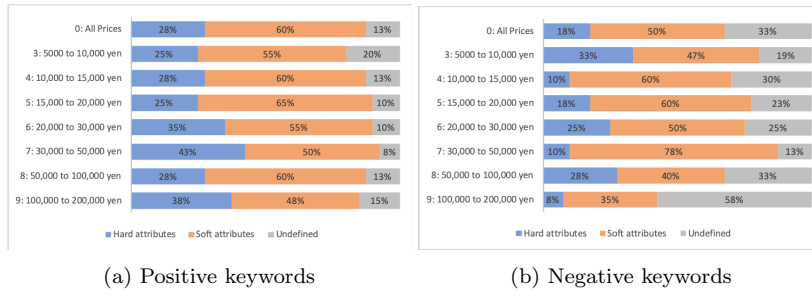 0: All Prices 28% 60% 13%
3: 5000 to 10,000 yen 25% 55% 20%
4: 10,000 to 15,000 yen 28% 60% 13%
5: 15,000 to 20,000 yen 25% 65% 10%
6: 20,000 to 30,000 yen 35% 55% 10%
7: 30,000 to 50,000 yen 43% 50% 8%
8: 50,000 to 100,000 yen 28% 60% 13%
9: 100,000 to 200,000 yen 38% 48% 15%
Hard attributes Soft attributes Undefined
(a) Positive keywords
0: All Prices 18% 50% 33%
3: 5000 to 10,000 yen 33% 47% 19%
4: 10,000 to 15,000 yen 10% 60% 30%
5: 15,000 to 20,000 yen 18% 60% 23%
6: 20,000 to 30,000 yen 25% 50% 25%
7: 30,000 to 50,000 yen 10% 78% 13%
8: 50,000 to 100,000 yen 28% 40% 33%
9: 100,000 to 200,000 yen 8% 35% 58%
Hard attributes Soft attributes Undefined
(b) Negative keywords